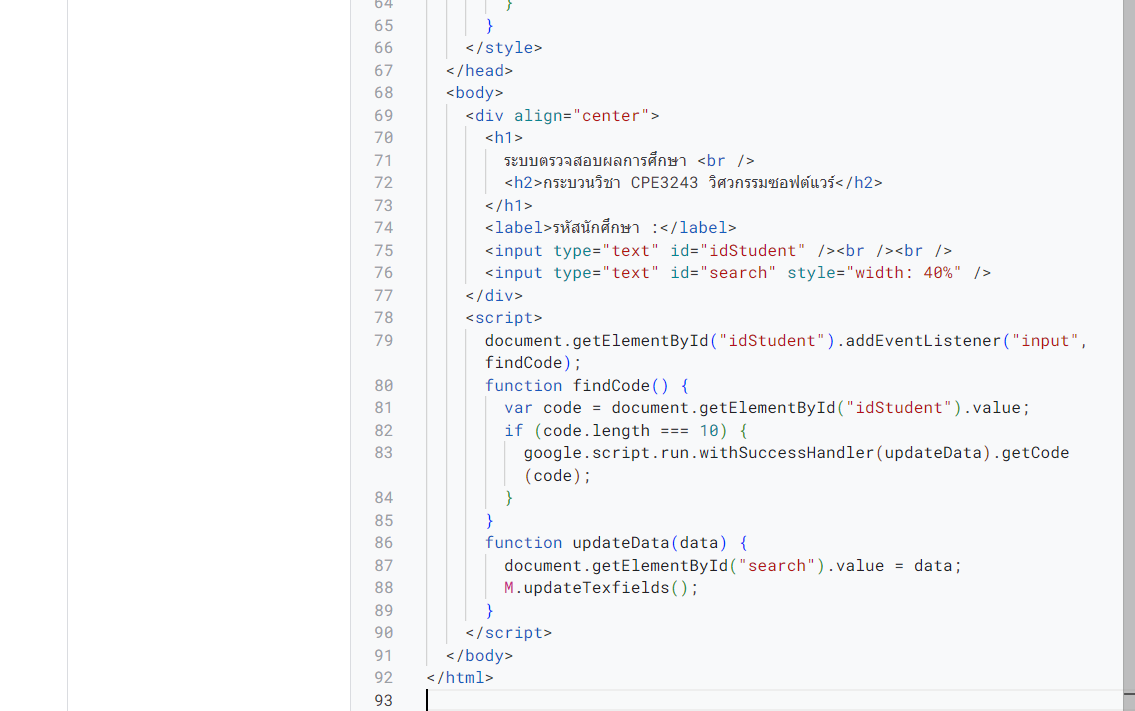 64 }
65 }
66 </style>
67 </head>
68 <body>
69 <div align="center">
70 <h1>
71 ระบบตรวจสอบผลการศึกษา <br />
72 <h2>กระบวนวิชา CPE3243 วิศวกรรมซอฟต์แวร์</h2>
73 </h1>
74 <label>รหัสนักศึกษา :</label>
75 <input type="text" id="idStudent" /><br /><br />
76 <input type="text" id="search" style="width: 40%" />
77 </div>
78 <script>
79 document.getElementById("idStudent").addEventListener("input",
findCode);
80 function findCode() {
81 var code = document.getElementById("idStudent").value;
82 if (code.length === 10) {
83 google.script.run.withSuccessHandler(updateData).getCode
(code);
84 }
85 }
86 function updateData(data) {
87 document.getElementById("search").value = data;
88 M.updateTexfields();
89 }
90 </script>
91 </body>
92 </html>
93